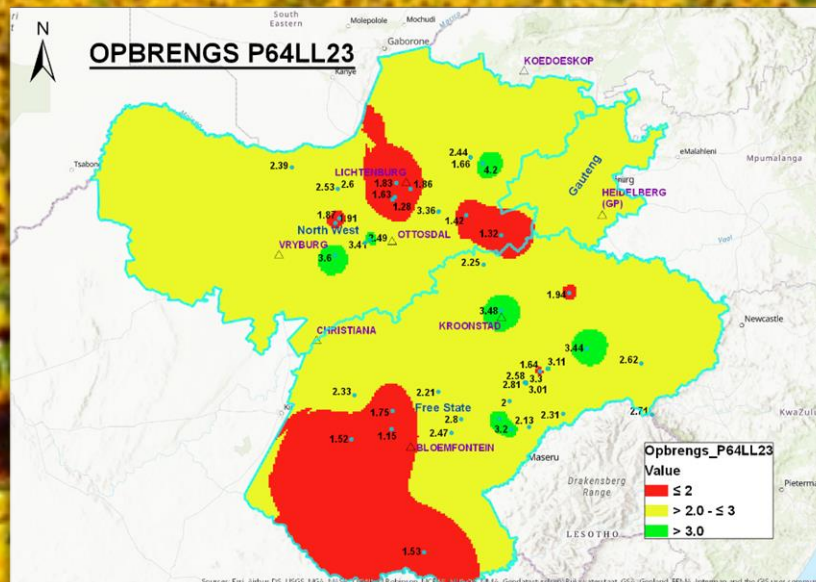 OPBRENGS P64LL23
N
South Eastern
Molepolole
Mochudi
Gaborone
Kanye
KOEDOESKOP
Tsabong
eMalahleni
Mpumalanga
2.39
2.44
1.66
4.2
LICHTENBURG
Gauteng
2.53 2.6
1.83
1.86
1.63
1.28
HEIDELBERG
(GP)
1.87
1.91
3.36
1.42
1.32
North West
3.41
OTTOSDAL
VRYBURG
3.6
2.25
1.94
3.48
KROONSTAD
CHRISTIANA
Newcastle
3.44
2.62
1.64
3.11
2.58
3.3
2.81
3.01
2.33
2.21
2
1.75
Free State
2.8
2.13
2.31
2.71
KwaZulu
1.52
1.15
2.47
3.2
BLOEMFONTEIN
Maseru
Drakensberg
Range
LESOTHO
1.53
Opbrengs_P64LL23
Value
≤ 2
> 2.0 - ≤ 3
> 3.0